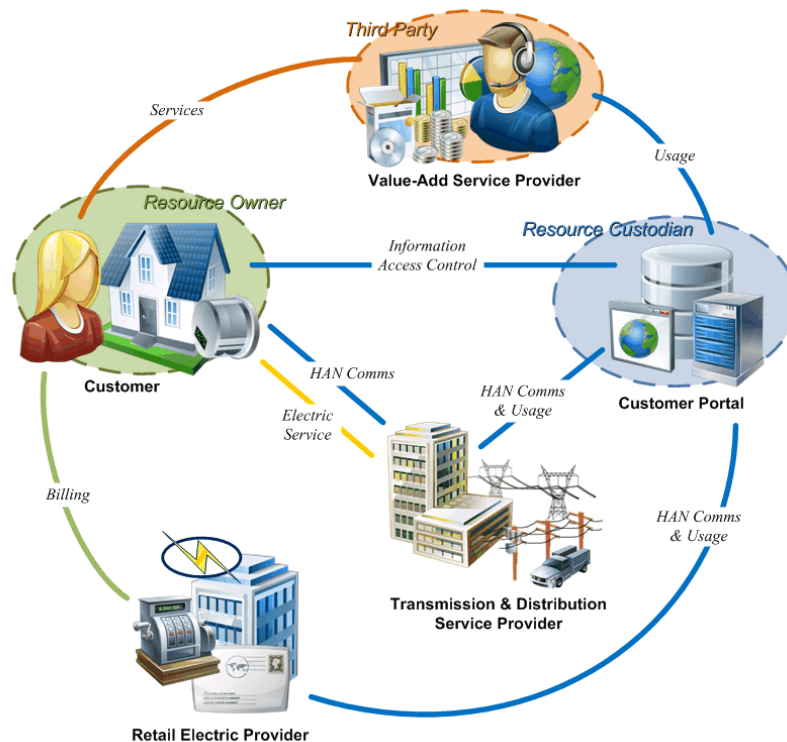 Third Party
Services
Value-Add Service Provider
Usage
Resource Owner
Resource Custodian
Information
Access Control
Customer
HAN Comms
Electric
Service
HAN Comms
& Usage
Customer Portal
Billing
HAN Comms
& Usage
Transmission & Distribution
Service Provider
Retail Electric Provider